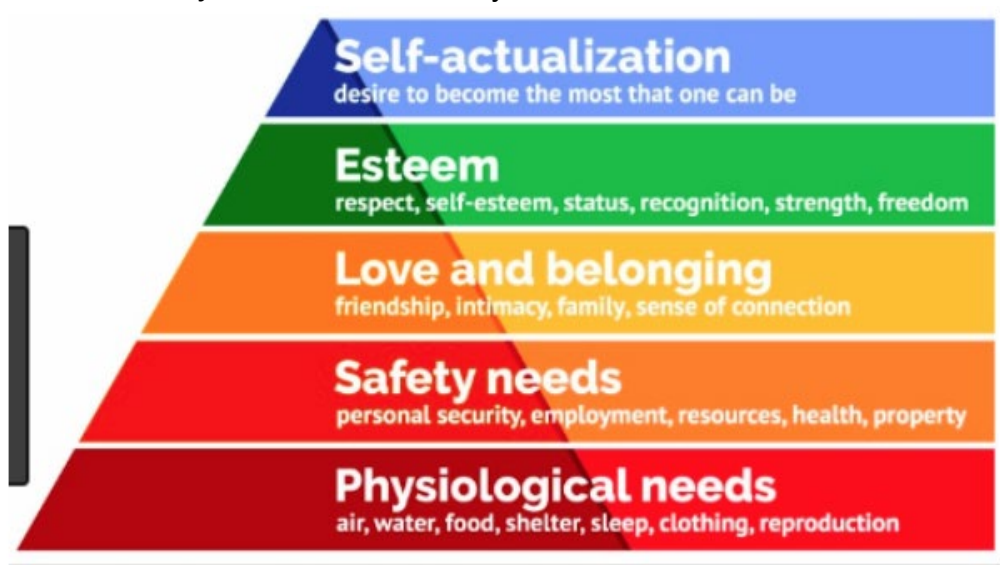 Self-actualization
desire to become the most that one can be
Esteem
respect, self-esteem, status, recognition, strength, freedom
Love and belonging
friendship, intimacy, family, sense of connection
Safety needs
personal security, employment, resources, health, property
Physiological needs
air, water, food, shelter, sleep, clothing, reproduction